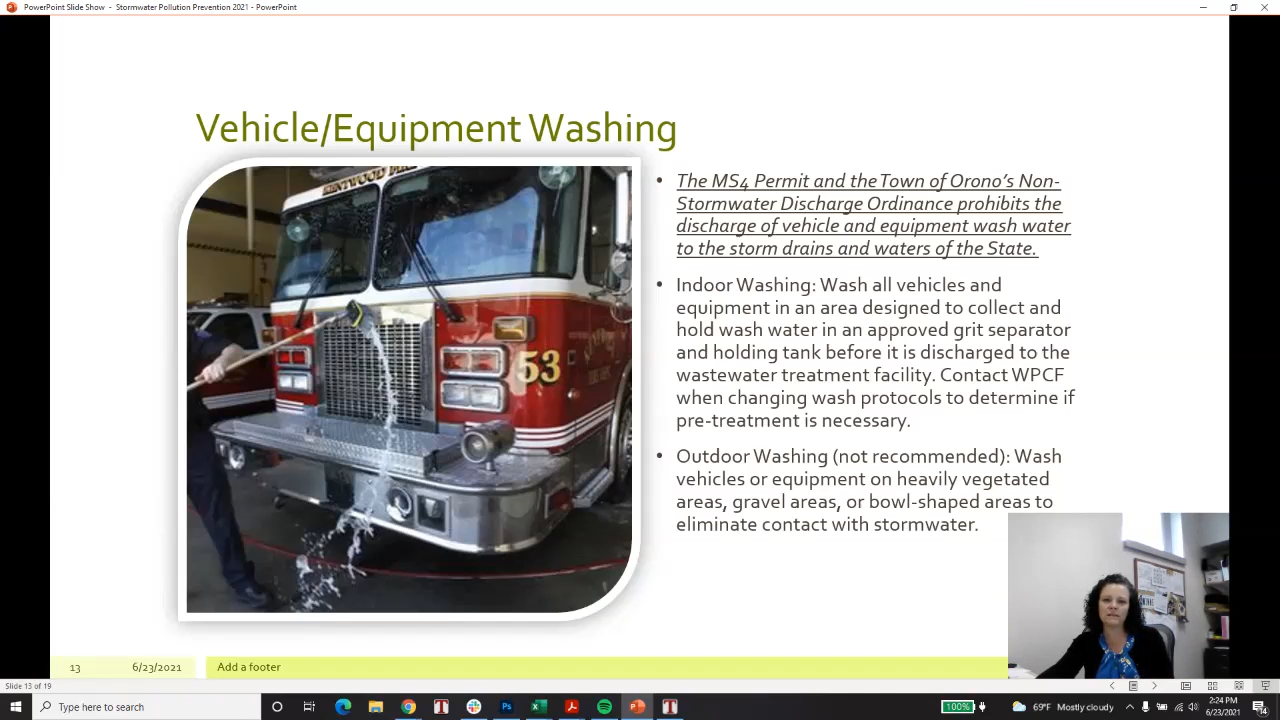 PowerPoint Slide Show - Stormwater Pollution Prevention 2021 - PowerPoint
Vehicle/Equipment Washing
53
• The MS4 Permit and the Town of Orono's Non-
Stormwater Discharge Ordinance prohibits the
discharge of vehicle and equipment wash water
to the storm drains and waters of the State.
• Indoor Washing: Wash all vehicles and
equipment in an area designed to collect and
hold wash water in an approved grit separator
and holding tank before it is discharged to the
wastewater treatment facility. Contact WPCF
when changing wash protocols to determine if
pre-treatment is necessary.
• Outdoor Washing (not recommended): Wash
vehicles or equipment on heavily vegetated
areas, gravel areas, or bowl-shaped areas to
eliminate contact with stormwater.
13 6/23/2021 Add a footer
Slide 13 of 19
Type here to search
100%
69°F Mostly cloudy
2:24 PM
6/23/2021
14